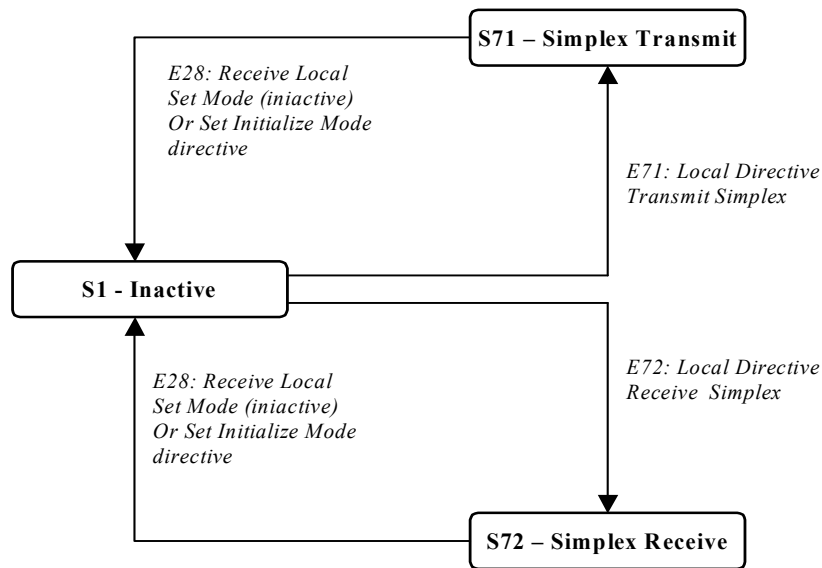 S71 – Simplex Transmit
E28: Receive Local
Set Mode (iniactive)
Or Set Initialize Mode
directive
E71: Local Directive
Transmit Simplex
S1 - Inactive
E72: Local Directive
Receive Simplex
E28: Receive Local
Set Mode (iniactive)
Or Set Initialize Mode
directive
S72 – Simplex Receive